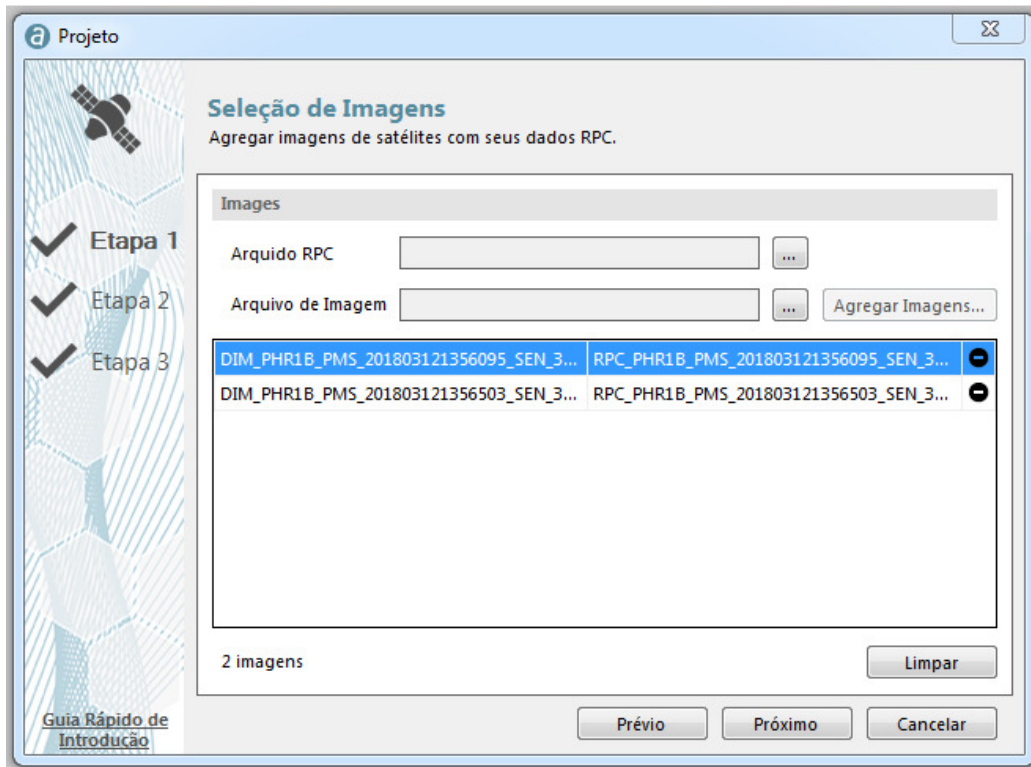 Projeto
Seleção de Imagens
Agregar imagens de satélites com seus dados RPC.
Etapa 1
Etapa 2
Etapa 3
Images
Arquido RPC
...
Arquivo de Imagem
...
Agregar Imagens...
DIM_PHR1B_PMS_201803121356095_SEN_3... RPC_PHR1B_PMS_201803121356095_SEN_3...
DIM_PHR1B_PMS_201803121356503_SEN_3... RPC_PHR1B_PMS_201803121356503_SEN_3...
2 imagens
Limpar
Guia Rápido de
Introdução
Prévio
Próximo
Cancelar